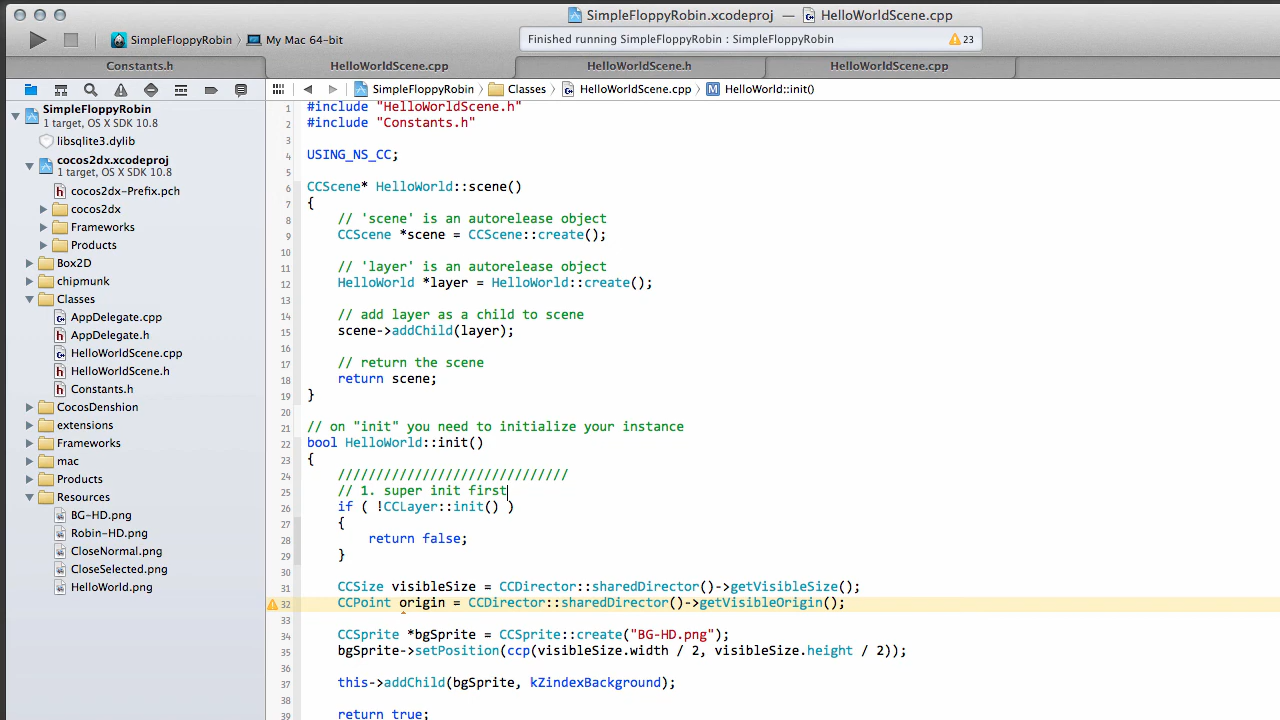 SimpleFloppyRobin.xcodeproj — HelloWorldScene.cpp
SimpleFloppyRobin My Mac 64-bit
Finished running SimpleFloppyRobin : SimpleFloppyRobin 23
Constants.h HelloWorldScene.cpp HelloWorldScene.h HelloWorldScene.cpp
SimpleFloppyRobin Classes HelloWorldScene.cpp M HelloWorld::init()
SimpleFloppyRobin
1 target, OS X SDK 10.8
libsqlite3.dylib
cocos2dx.xcodeproj
1 target, OS X SDK 10.8
h cocos2dx-Prefix.pch
cocos2dx
Frameworks
Products
Box2D
chipmunk
Classes
AppDelegate.cpp
h AppDelegate.h
HelloWorldScene.cpp
h HelloWorldScene.h
h Constants.h
CocosDenshion
extensions
Frameworks
mac
Products
Resources
BG-HD.png
Robin-HD.png
CloseNormal.png
CloseSelected.png
HelloWorld.png
1 #include "HelloWorldScene.h"
2 #include "Constants.h"
3
4 USING_NS_CC;
5
6 CCScene* HelloWorld::scene()
7 {
8 // 'scene' is an autorelease object
9 CCScene *scene = CCScene::create();
10
11 // 'layer' is an autorelease object
12 HelloWorld *layer = HelloWorld::create();
13
14 // add layer as a child to scene
15 scene->addChild(layer);
16
17 // return the scene
18 return scene;
19 }
20
21 // on "init" you need to initialize your instance
22 bool HelloWorld::init()
23 {
24 //////////////////////////////
25 // 1. super init first
26 if ( !CCLayer::init() )
27 {
28 return false;
29 }
30
31 CCSize visibleSize = CCDirector::sharedDirector()->getVisibleSize();
32 CCPoint origin = CCDirector::sharedDirector()->getVisibleOrigin();
33
34 CCSprite *bgSprite = CCSprite::create("BG-HD.png");
35 bgSprite->setPosition(ccp(visibleSize.width / 2, visibleSize.height / 2));
36
37 this->addChild(bgSprite, kZindexBackground);
38
39 return true;